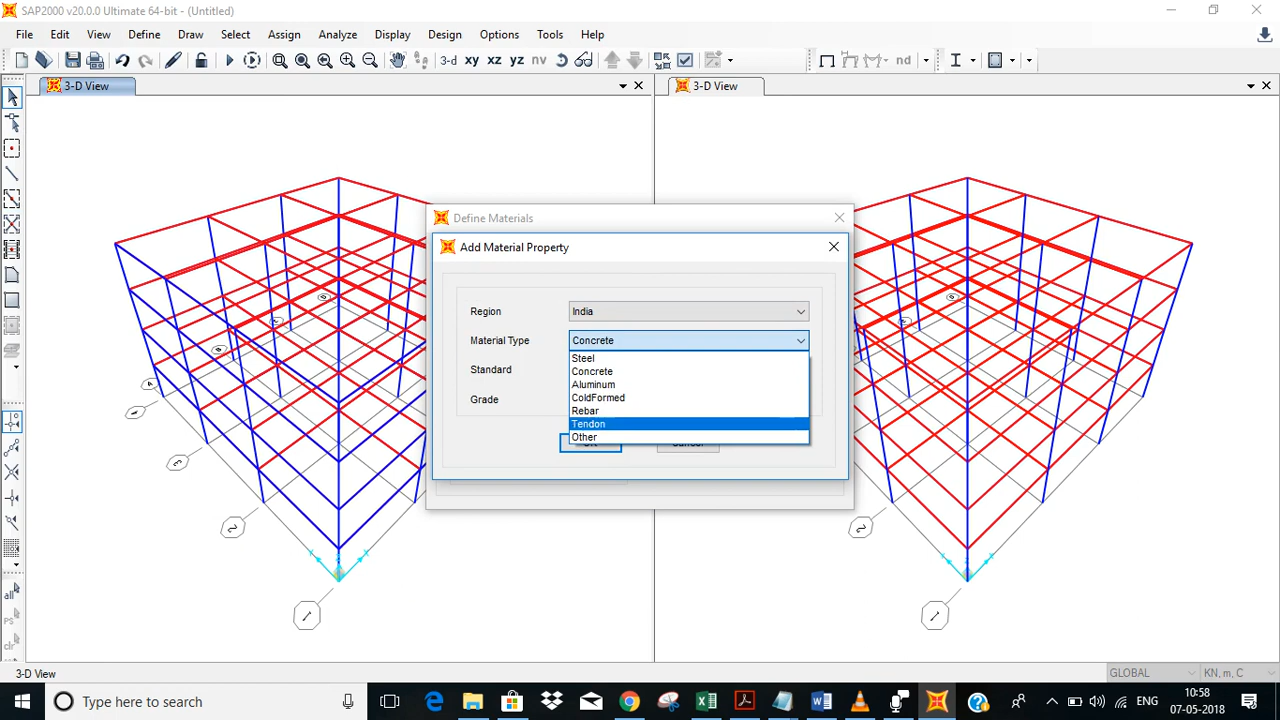 SAP2000 v20.0.0 Ultimate 64-bit - (Untitled)
File Edit View Define Draw Select Assign Analyze Display Design Options Tools Help
3-d xy xz yz nv nd
3-D View
3-D View
Define Materials
Add Material Property
Region India
Material Type Concrete
Steel
Standard
Concrete
Aluminum
ColdFormed
Grade
Rebar
Tendon
Other
all
PS
clr
3-D View GLOBAL KN, m, C
Type here to search
ENG
10:58
07-05-2018